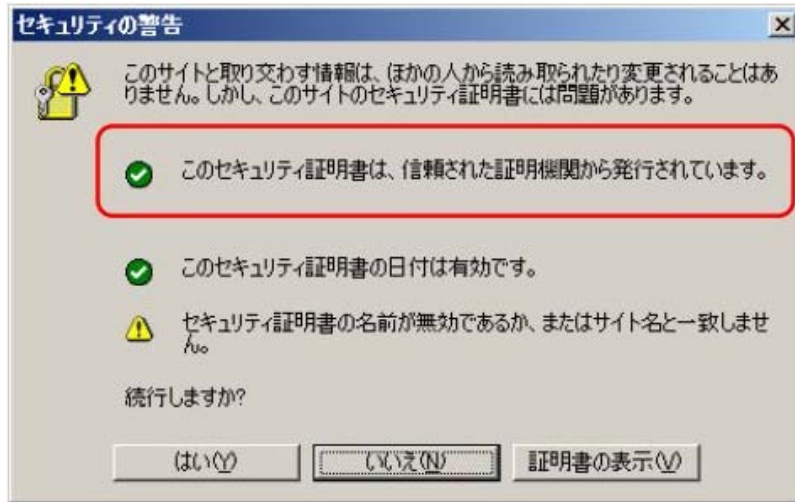 セキュリティの警告
このサイトと取り交わす情報は、ほかの人から読み取られたり変更されることはあ
りません。しかし、このサイトのセキュリティ証明書には問題があります。
このセキュリティ証明書は、信頼された証明機関から発行されています。
このセキュリティ証明書の日付は有効です。
セキュリティ証明書の名前が無効であるか、またはサイト名と一致しませ
ん。
続行しますか?
はい(Y)
いいえ(N)
証明書の表示(V)